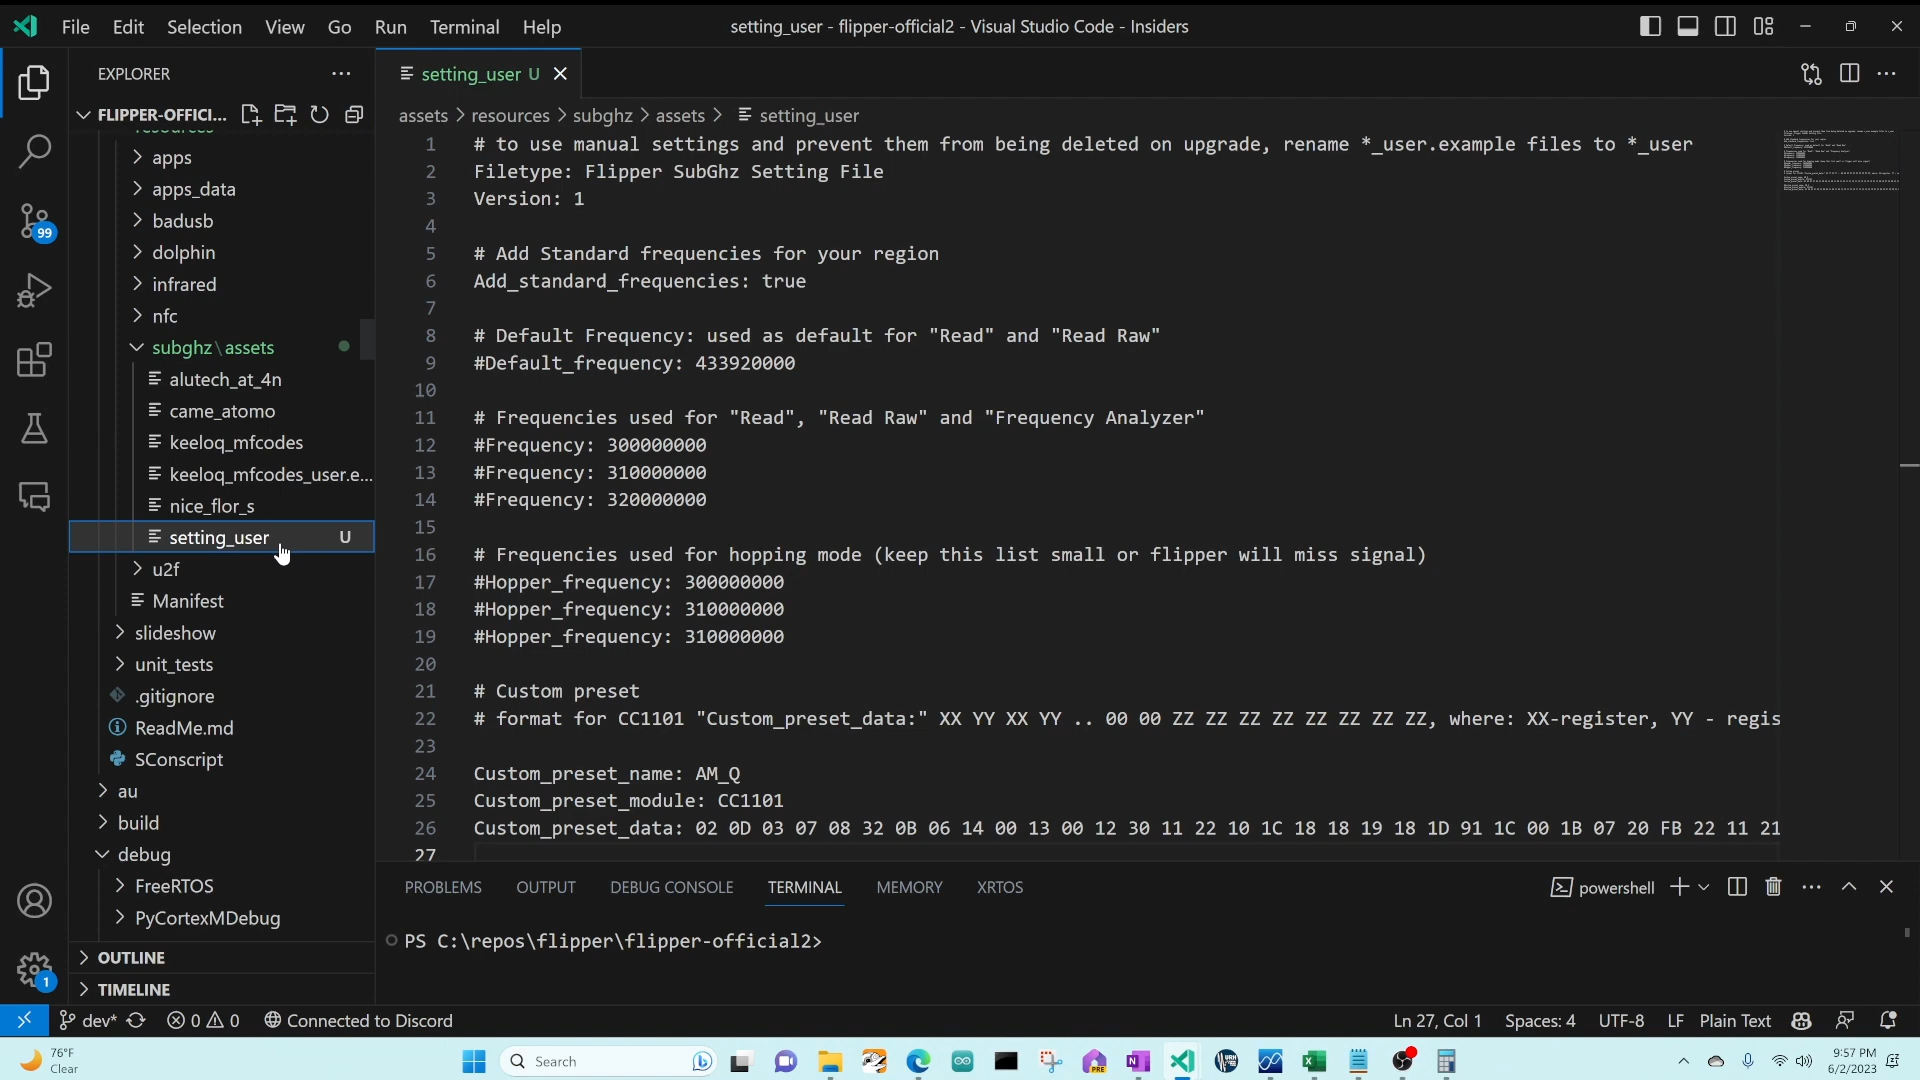 File Edit Selection View Go Run Terminal Help
setting_user - flipper-official2 - Visual Studio Code - Insiders
EXPLORER
FLIPPER-OFFICI...
apps
apps_data
badusb
dolphin
infrared
nfc
subghz\assets
alutech_at_4n
came_atomo
keeloq_mfcodes
keeloq_mfcodes_user.e...
nice_flor_s
setting_user U
u2f
Manifest
slideshow
unit_tests
.gitignore
ReadMe.md
SConscript
au
build
debug
FreeRTOS
PyCortexMDebug
OUTLINE
TIMELINE
99
1
setting_user U
assets > resources > subghz > assets > setting_user
1 # to use manual settings and prevent them from being deleted on upgrade, rename *_user.example files to *_user
2 Filetype: Flipper SubGhz Setting File
3 Version: 1
4
5 # Add Standard frequencies for your region
6 Add_standard_frequencies: true
7
8 # Default Frequency: used as default for "Read" and "Read Raw"
9 #Default_frequency: 433920000
10
11 # Frequencies used for "Read", "Read Raw" and "Frequency Analyzer"
12 #Frequency: 300000000
13 #Frequency: 310000000
14 #Frequency: 320000000
15
16 # Frequencies used for hopping mode (keep this list small or flipper will miss signal)
17 #Hopper_frequency: 300000000
18 #Hopper_frequency: 310000000
19 #Hopper_frequency: 310000000
20
21 # Custom preset
22 # format for CC1101 "Custom_preset_data:" XX YY XX YY .. 00 00 ZZ ZZ ZZ ZZ ZZ ZZ ZZ ZZ, where: XX-register, YY - regis
23
24 Custom_preset_name: AM_Q
25 Custom_preset_module: CC1101
26 Custom_preset_data: 02 0D 03 07 08 32 0B 06 14 00 13 00 12 30 11 22 10 1C 18 18 19 18 1D 91 1C 00 1B 07 20 FB 22 11 21
27
PROBLEMS OUTPUT DEBUG CONSOLE TERMINAL MEMORY XRTOS
powershell
PS C:\repos\flipper\flipper-official2>
dev* 0 0 Connected to Discord
Ln 27, Col 1 Spaces: 4 UTF-8 LF Plain Text
76°F
Clear
Search
9:57 PM
6/2/2023